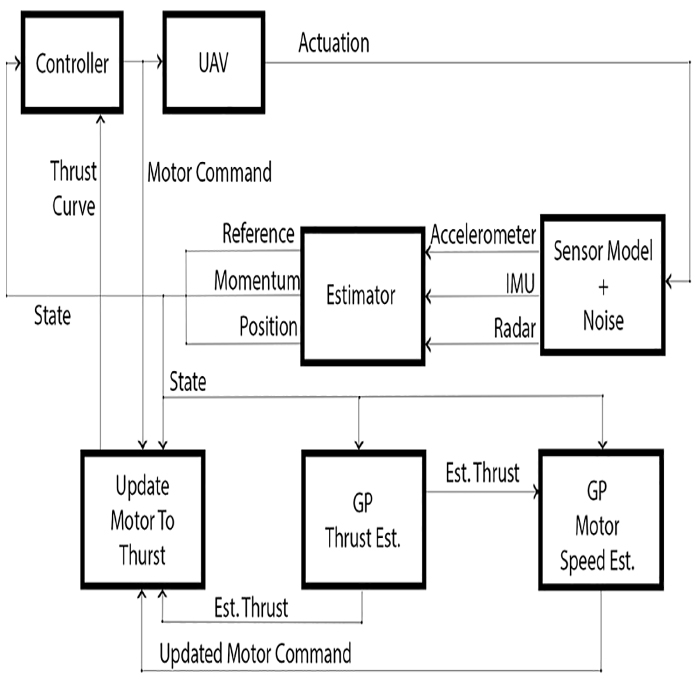 Controller
UAV
Actuation
Thrust
Curve
Motor Command
Reference
Momentum
Position
Estimator
Accelerometer
IMU
Radar
Sensor Model
+
Noise
State
State
Update
Motor To
Thurst
GP
Thrust Est.
Est. Thrust
GP
Motor
Speed Est.
Est. Thrust
Updated Motor Command